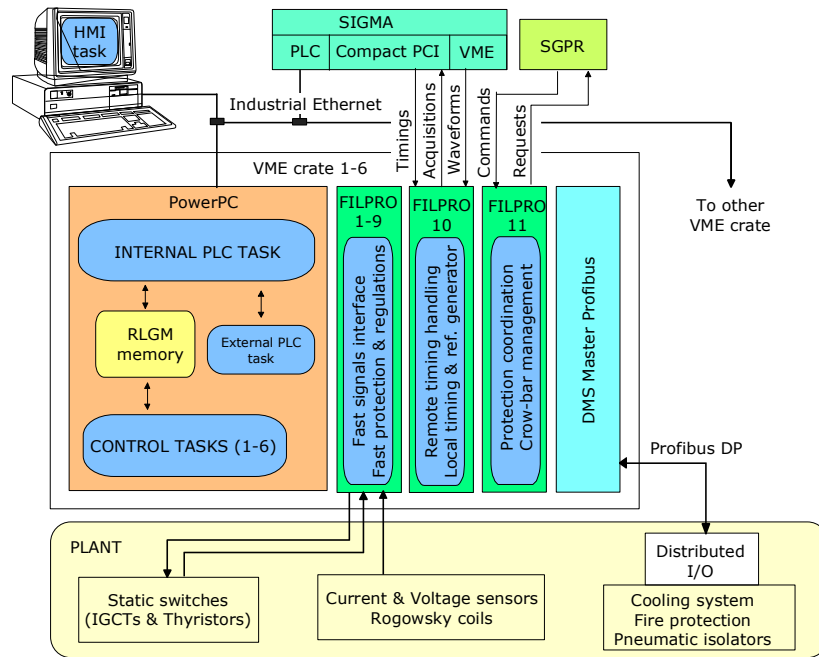 HMI
task
SIGMA
PLC
Compact PCI
VME
SGPR
Industrial Ethernet
Timings
Acquisitions
Waveforms
Commands
Requests
VME crate 1-6
To other
VME crate
PowerPC
INTERNAL PLC TASK
RLGM
memory
External PLC
task
CONTROL TASKS (1-6)
FILPRO
1-9
Fast signals interface
Fast protection & regulations
FILPRO
10
Remote timing handling
Local timing & ref. generator
FILPRO
11
Protection coordination
Crow-bar management
DMS Master Profibus
Profibus DP
PLANT
Static switches
(IGCTs & Thyristors)
Current & Voltage sensors
Rogowsky coils
Distributed
I/O
Cooling system
Fire protection
Pneumatic isolators